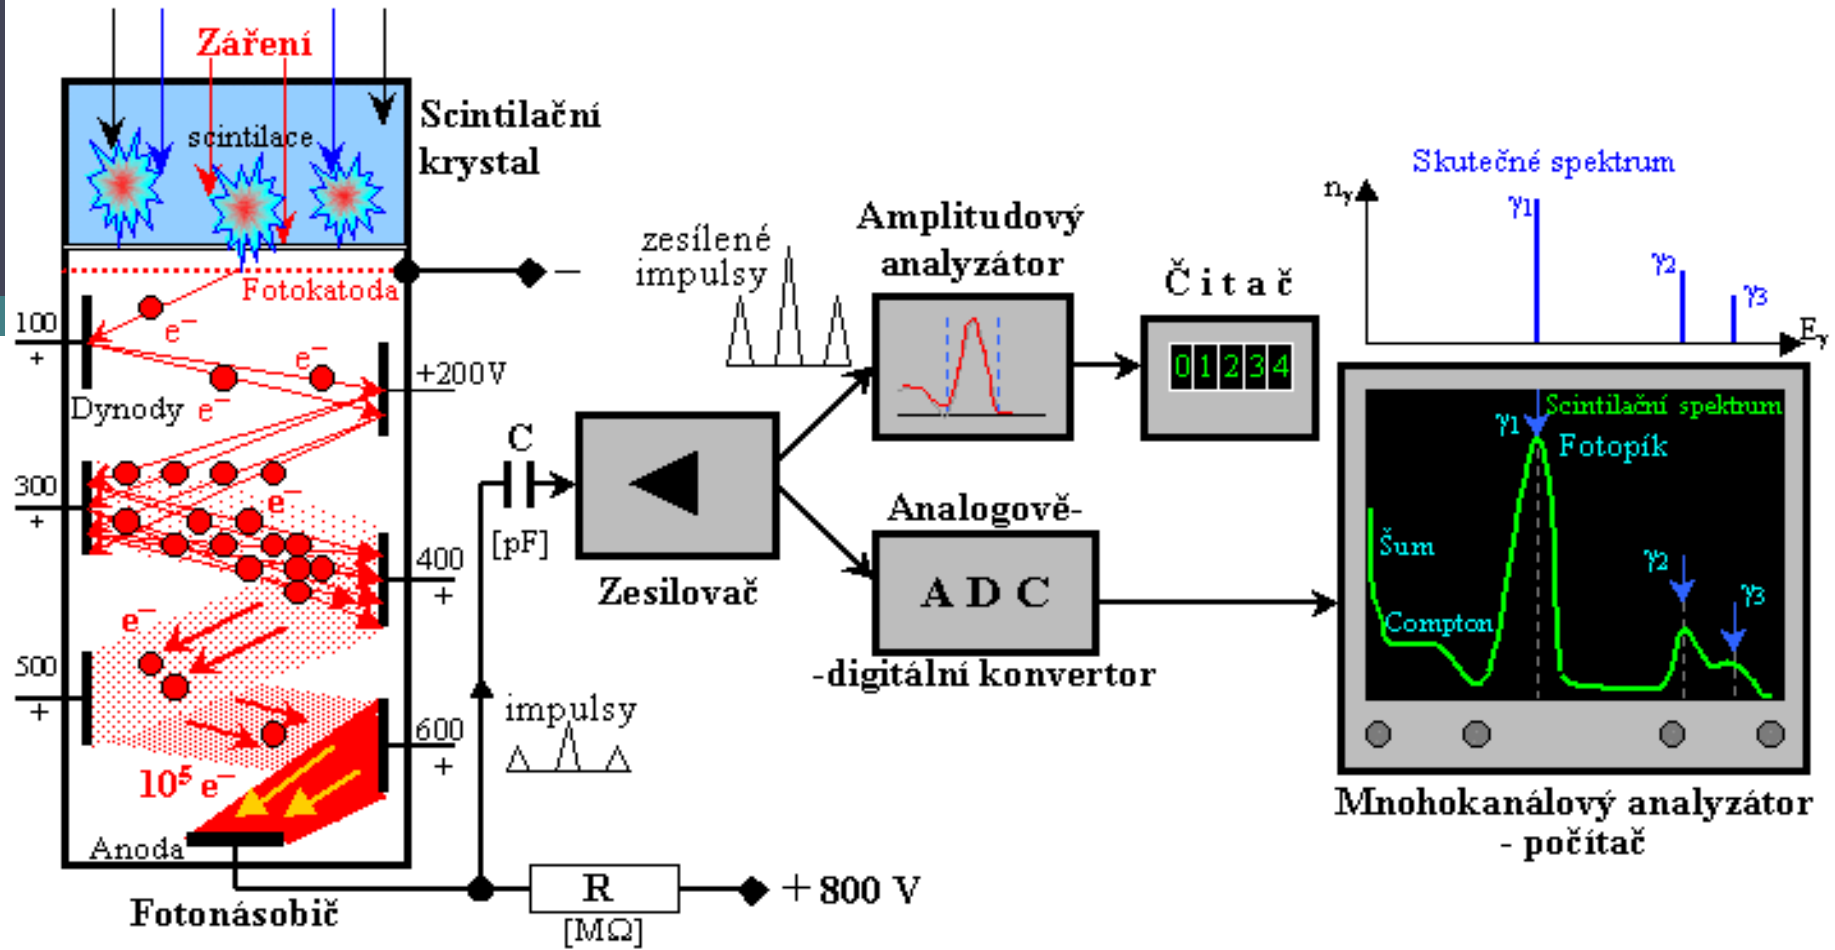 Záření
scintilace
Scintilační
krystal
Fotokatoda
−
100
+
e−
e−
+200V
Dynody
e−
300
+
e−
400
+
e−
500
+
600
+
10⁵ e−
Anoda
Fotonásobič
R
[MΩ]
+ 800 V
impulsy
C
[pF]
Zesilovač
zesílené
impulsy
Amplitudový
analyzátor
Čitač
01234
Analogově-
ADC
-digitální konvertor
Skutečné spektrum
nγ
γ1
γ2
γ3
Eγ
Scintilační spektrum
γ1
Fotopík
Šum
γ2
Compton
γ3
Mnohokanálový analyzátor
- počítač